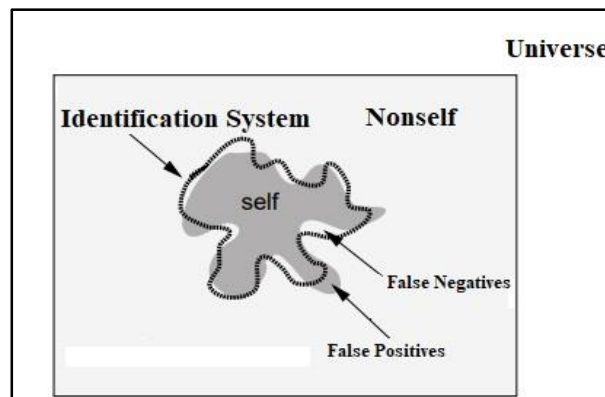 Universe
Identification System Nonself
self
False Negatives
False Positives